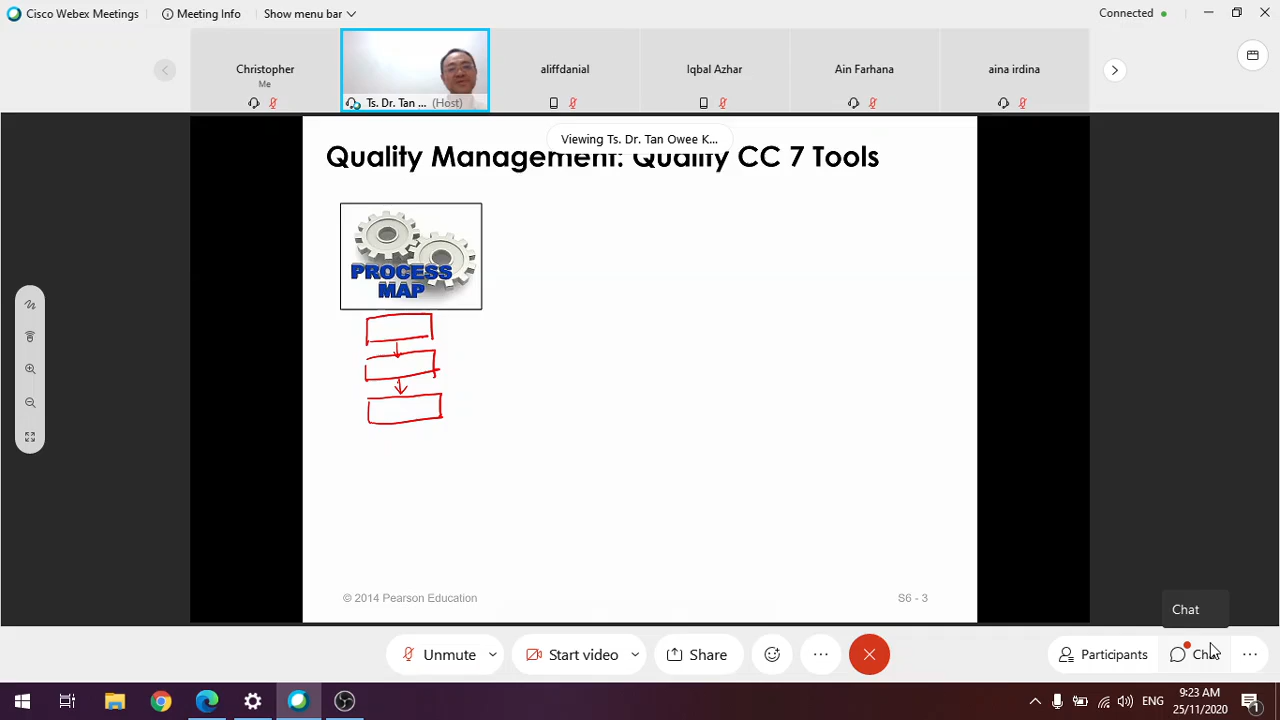 Cisco Webex Meetings
Meeting Info
Show menu bar
Connected
Christopher
Me
Ts. Dr. Tan ... (Host)
aliffdanial
Iqbal Azhar
Ain Farhana
aina irdina
Viewing Ts. Dr. Tan Owee K...
Quality Management: Quality CC 7 Tools
PROCESS
MAP
© 2014 Pearson Education
S6 - 3
Chat
Unmute
Start video
Share
Participants
Chat
ENG
9:23 AM
25/11/2020
1